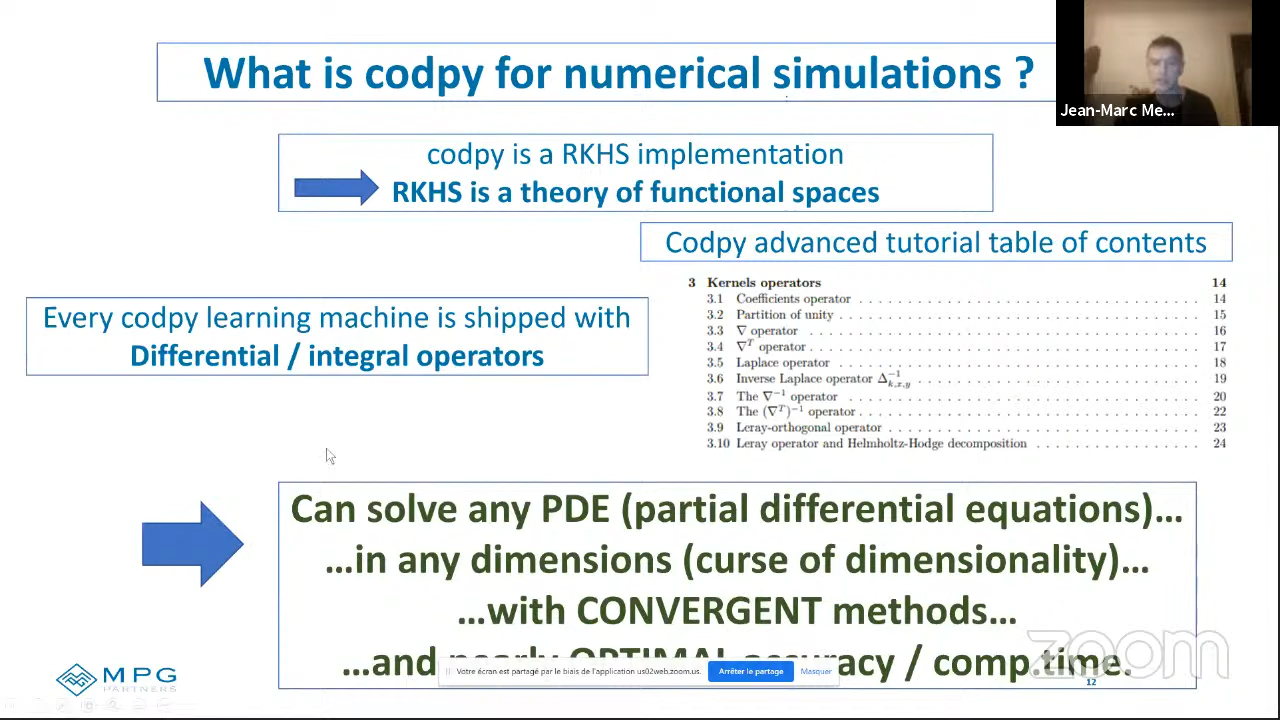 What is codpy for numerical simulations ?
Jean-Marc Me...
codpy is a RKHS implementation
RKHS is a theory of functional spaces
Codpy advanced tutorial table of contents
3 Kernels operators 14
3.1 Coefficients operator . . . . . . . . . . 14
3.2 Partition of unity . . . . . . . . . . 15
3.3 ∇ operator . . . . . . . . . . 16
3.4 ∇^T operator . . . . . . . . . . 17
3.5 Laplace operator . . . . . . . . . . 18
3.6 Inverse Laplace operator Δ^{-1}_{k,x,y} . . . . . . . . . . 19
3.7 The ∇^{-1} operator . . . . . . . . . . 20
3.8 The (∇^T)^{-1} operator . . . . . . . . . . 22
3.9 Leray-orthogonal operator . . . . . . . . . . 23
3.10 Leray operator and Helmholtz-Hodge decomposition . . . . . . . . . . 24
Every codpy learning machine is shipped with
Differential / integral operators
Can solve any PDE (partial differential equations)...
...in any dimensions (curse of dimensionality)...
...with CONVERGENT methods...
...and nearly OPTIMAL accuracy / comp.time.
Votre écran est partagé par le biais de l'application us02web.zoom.us.
Arrêter le partage
Masquer
zoom
12
MPG
PARTNERS